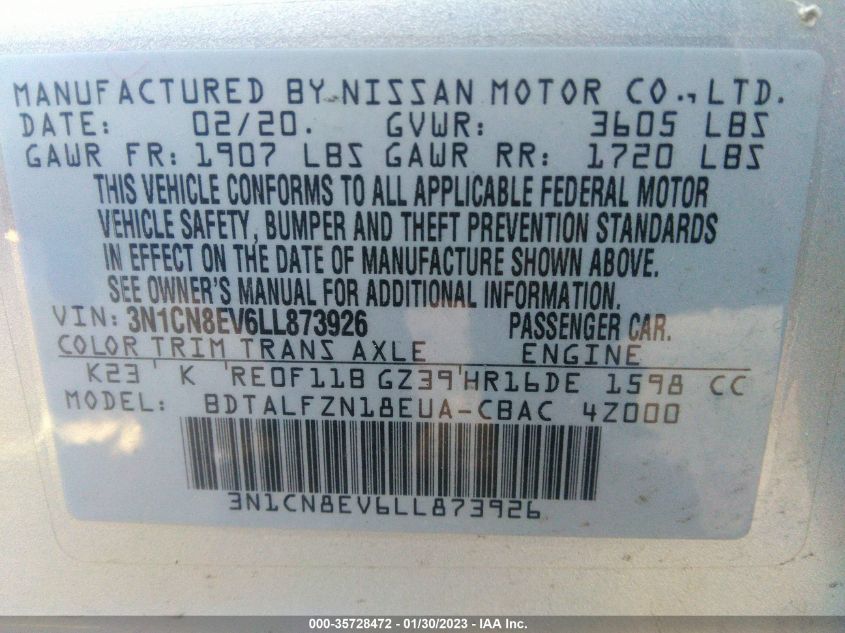 MANUFACTURED BY NISSAN MOTOR CO., LTD.
DATE: 02/20. GVWR: 3605 LBS
GAWR FR: 1907 LBS GAWR RR: 1720 LBS
THIS VEHICLE CONFORMS TO ALL APPLICABLE FEDERAL MOTOR
VEHICLE SAFETY, BUMPER AND THEFT PREVENTION STANDARDS
IN EFFECT ON THE DATE OF MANUFACTURE SHOWN ABOVE.
SEE OWNER'S MANUAL FOR ADDITIONAL INFORMATION.
VIN: 3N1CN8EV6LL873926 PASSENGER CAR.
COLOR TRIM TRANS AXLE ENGINE
K23 K RE0F11B GZ39 HR16DE 1598 CC
MODEL: BDTALFZN18EUA-CBAC 4Z000
3N1CN8EV6LL873926
000-35728472 - 01/30/2023 - IAA Inc.